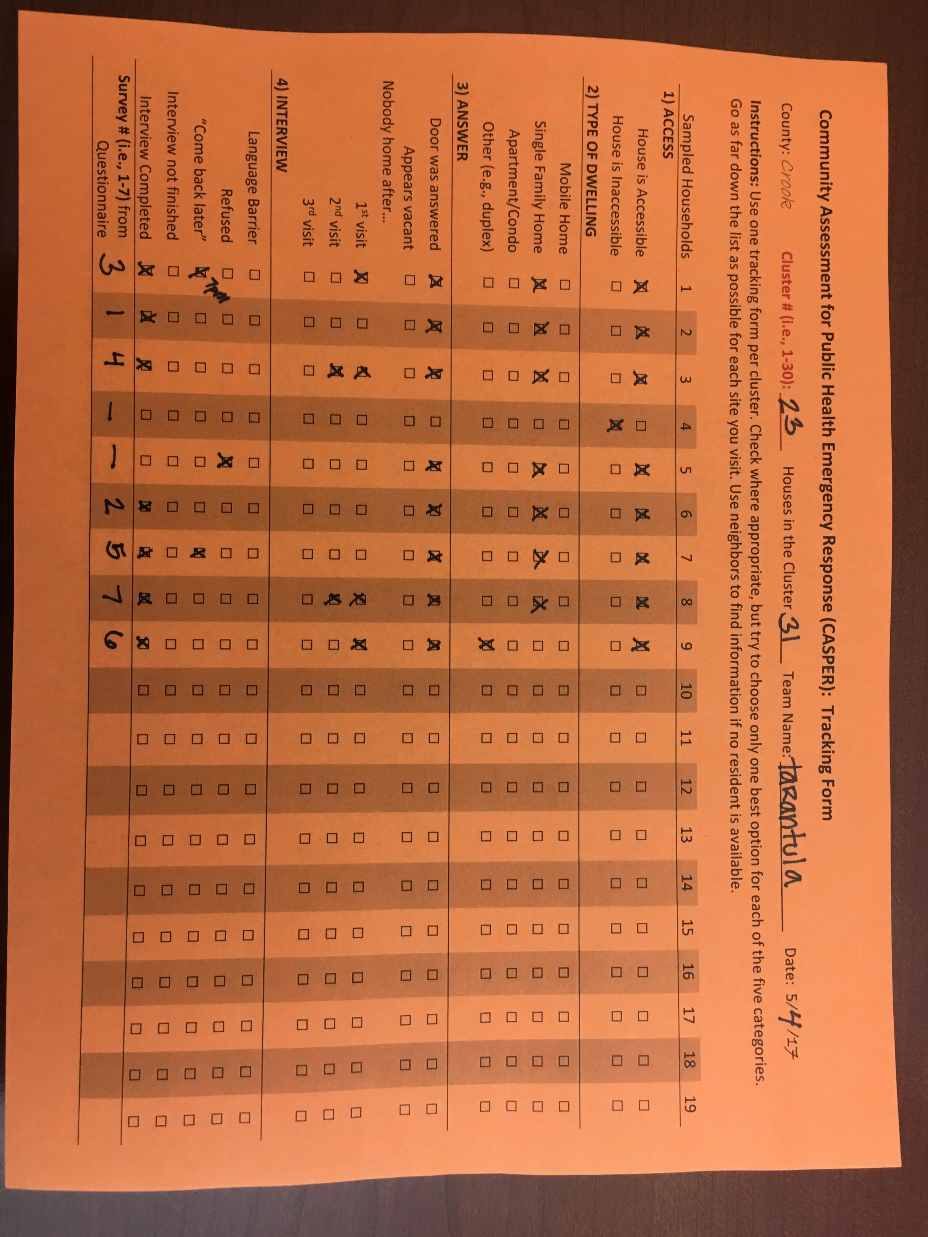 Community Assessment for Public Health Emergency Response (CASPER): Tracking Form
County: Crook Cluster # (i.e., 1-30): 23 Houses in the Cluster 31 Team Name: tarantula Date: 5/4/17
Instructions: Use one tracking form per cluster. Check where appropriate, but try to choose only one best option for each of the five categories.
Go as far down the list as possible for each site you visit. Use neighbors to find information if no resident is available.
Sampled Households 1 2 3 4 5 6 7 8 9 10 11 12 13 14 15 16 17 18 19
1) ACCESS
House is Accessible ☒ ☒ ☒ ☐ ☒ ☒ ☒ ☒ ☒ ☐ ☐ ☐ ☐ ☐ ☐ ☐ ☐ ☐ ☐
House is Inaccessible ☐ ☐ ☐ ☒ ☐ ☐ ☐ ☐ ☐ ☐ ☐ ☐ ☐ ☐ ☐ ☐ ☐ ☐ ☐
2) TYPE OF DWELLING
Mobile Home ☐ ☐ ☐ ☐ ☐ ☐ ☐ ☐ ☐ ☐ ☐ ☐ ☐ ☐ ☐ ☐ ☐ ☐ ☐
Single Family Home ☒ ☒ ☒ ☐ ☒ ☒ ☒ ☒ ☐ ☐ ☐ ☐ ☐ ☐ ☐ ☐ ☐ ☐ ☐
Apartment/Condo ☐ ☐ ☐ ☐ ☐ ☐ ☐ ☐ ☐ ☐ ☐ ☐ ☐ ☐ ☐ ☐ ☐ ☐ ☐
Other (e.g., duplex) ☐ ☐ ☐ ☐ ☐ ☐ ☐ ☐ ☒ ☐ ☐ ☐ ☐ ☐ ☐ ☐ ☐ ☐ ☐
3) ANSWER
Door was answered ☒ ☒ ☒ ☐ ☒ ☒ ☒ ☒ ☒ ☐ ☐ ☐ ☐ ☐ ☐ ☐ ☐ ☐ ☐
Appears vacant ☐ ☐ ☐ ☐ ☐ ☐ ☐ ☐ ☐ ☐ ☐ ☐ ☐ ☐ ☐ ☐ ☐ ☐ ☐
Nobody home after...
1st visit ☒ ☐ ☒ ☐ ☐ ☐ ☐ ☒ ☒ ☐ ☐ ☐ ☐ ☐ ☐ ☐ ☐ ☐ ☐
2nd visit ☐ ☐ ☒ ☐ ☐ ☐ ☐ ☒ ☐ ☐ ☐ ☐ ☐ ☐ ☐ ☐ ☐ ☐ ☐
3rd visit ☐ ☐ ☐ ☐ ☐ ☐ ☐ ☐ ☐ ☐ ☐ ☐ ☐ ☐ ☐ ☐ ☐ ☐ ☐
4) INTERVIEW
Language Barrier ☐ ☐ ☐ ☐ ☐ ☐ ☐ ☐ ☐ ☐ ☐ ☐ ☐ ☐ ☐ ☐ ☐ ☐ ☐
Refused ☐ ☐ ☐ ☐ ☒ ☐ ☐ ☐ ☐ ☐ ☐ ☐ ☐ ☐ ☐ ☐ ☐ ☐ ☐
"Come back later" ☒ ☐ ☐ ☐ ☐ ☐ ☒ ☐ ☐ ☐ ☐ ☐ ☐ ☐ ☐ ☐ ☐ ☐ ☐
Interview not finished ☐ ☐ ☐ ☐ ☐ ☐ ☐ ☐ ☐ ☐ ☐ ☐ ☐ ☐ ☐ ☐ ☐ ☐ ☐
Interview Completed ☒ ☒ ☒ ☐ ☐ ☒ ☒ ☒ ☒ ☐ ☐ ☐ ☐ ☐ ☐ ☐ ☐ ☐ ☐
Survey # (i.e., 1-7) from
Questionnaire 3 1 4 — — 2 5 7 6